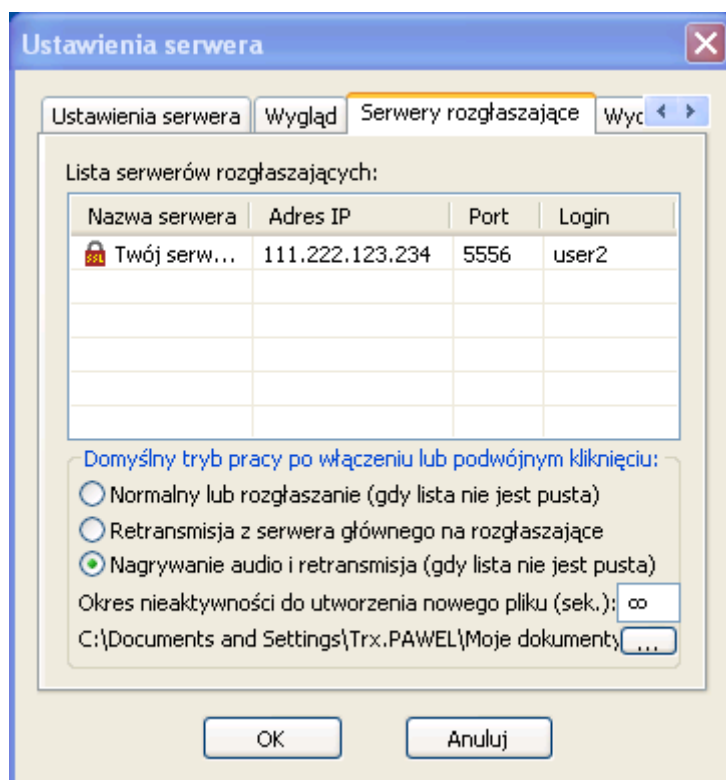 Ustawienia serwera
Ustawienia serwera Wygląd Serwery rozgłaszające
Lista serwerów rozgłaszających:
Nazwa serwera Adres IP Port Login
SSL Twój serw... 111.222.123.234 5556 user2
Domyślny tryb pracy po włączeniu lub podwójnym kliknięciu:
Normalny lub rozgłaszanie (gdy lista nie jest pusta)
Retransmisja z serwera głównego na rozgłaszające
Nagrywanie audio i retransmisja (gdy lista nie jest pusta)
Okres nieaktywności do utworzenia nowego pliku (sek.): ∞
C:\Documents and Settings\Trx.PAWEL\Moje dokumenty ...
OK Anuluj